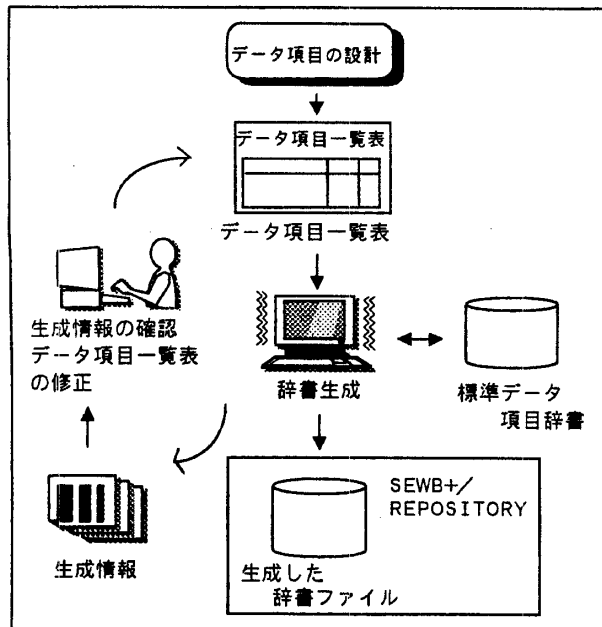 データ項目の設計
データ項目一覧表
データ項目一覧表
生成情報の確認
データ項目一覧表
の修正
辞書生成
標準データ
項目辞書
生成情報
SEWB+/
REPOSITORY
生成した
辞書ファイル